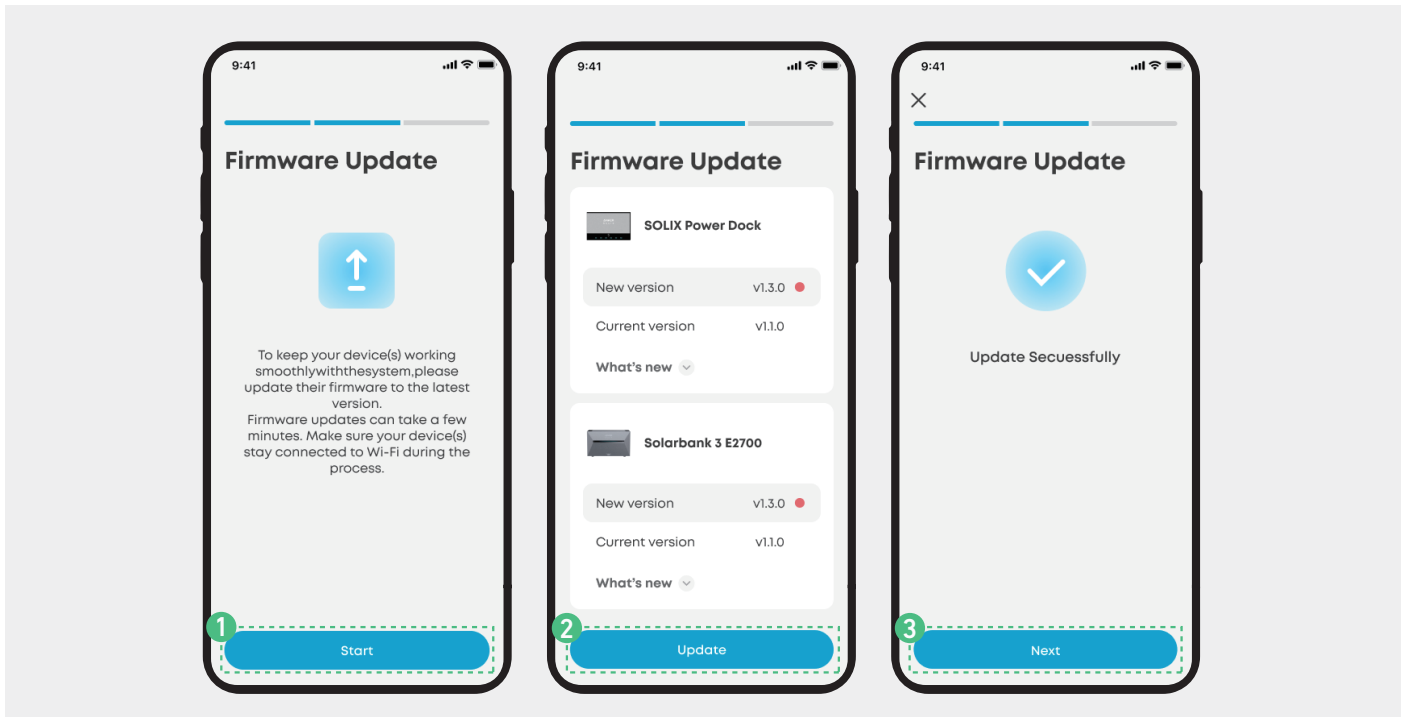 9:41
Firmware Update
To keep your device(s) working
smoothlywiththesystem,please
update their firmware to the latest
version.
Firmware updates can take a few
minutes. Make sure your device(s)
stay connected to Wi-Fi during the
process.
1
Start
9:41
Firmware Update
SOLIX Power Dock
New version v1.3.0
Current version v1.1.0
What's new
Solarbank 3 E2700
New version v1.3.0
Current version v1.1.0
What's new
2
Update
9:41
Firmware Update
Update Secuessfully
3
Next